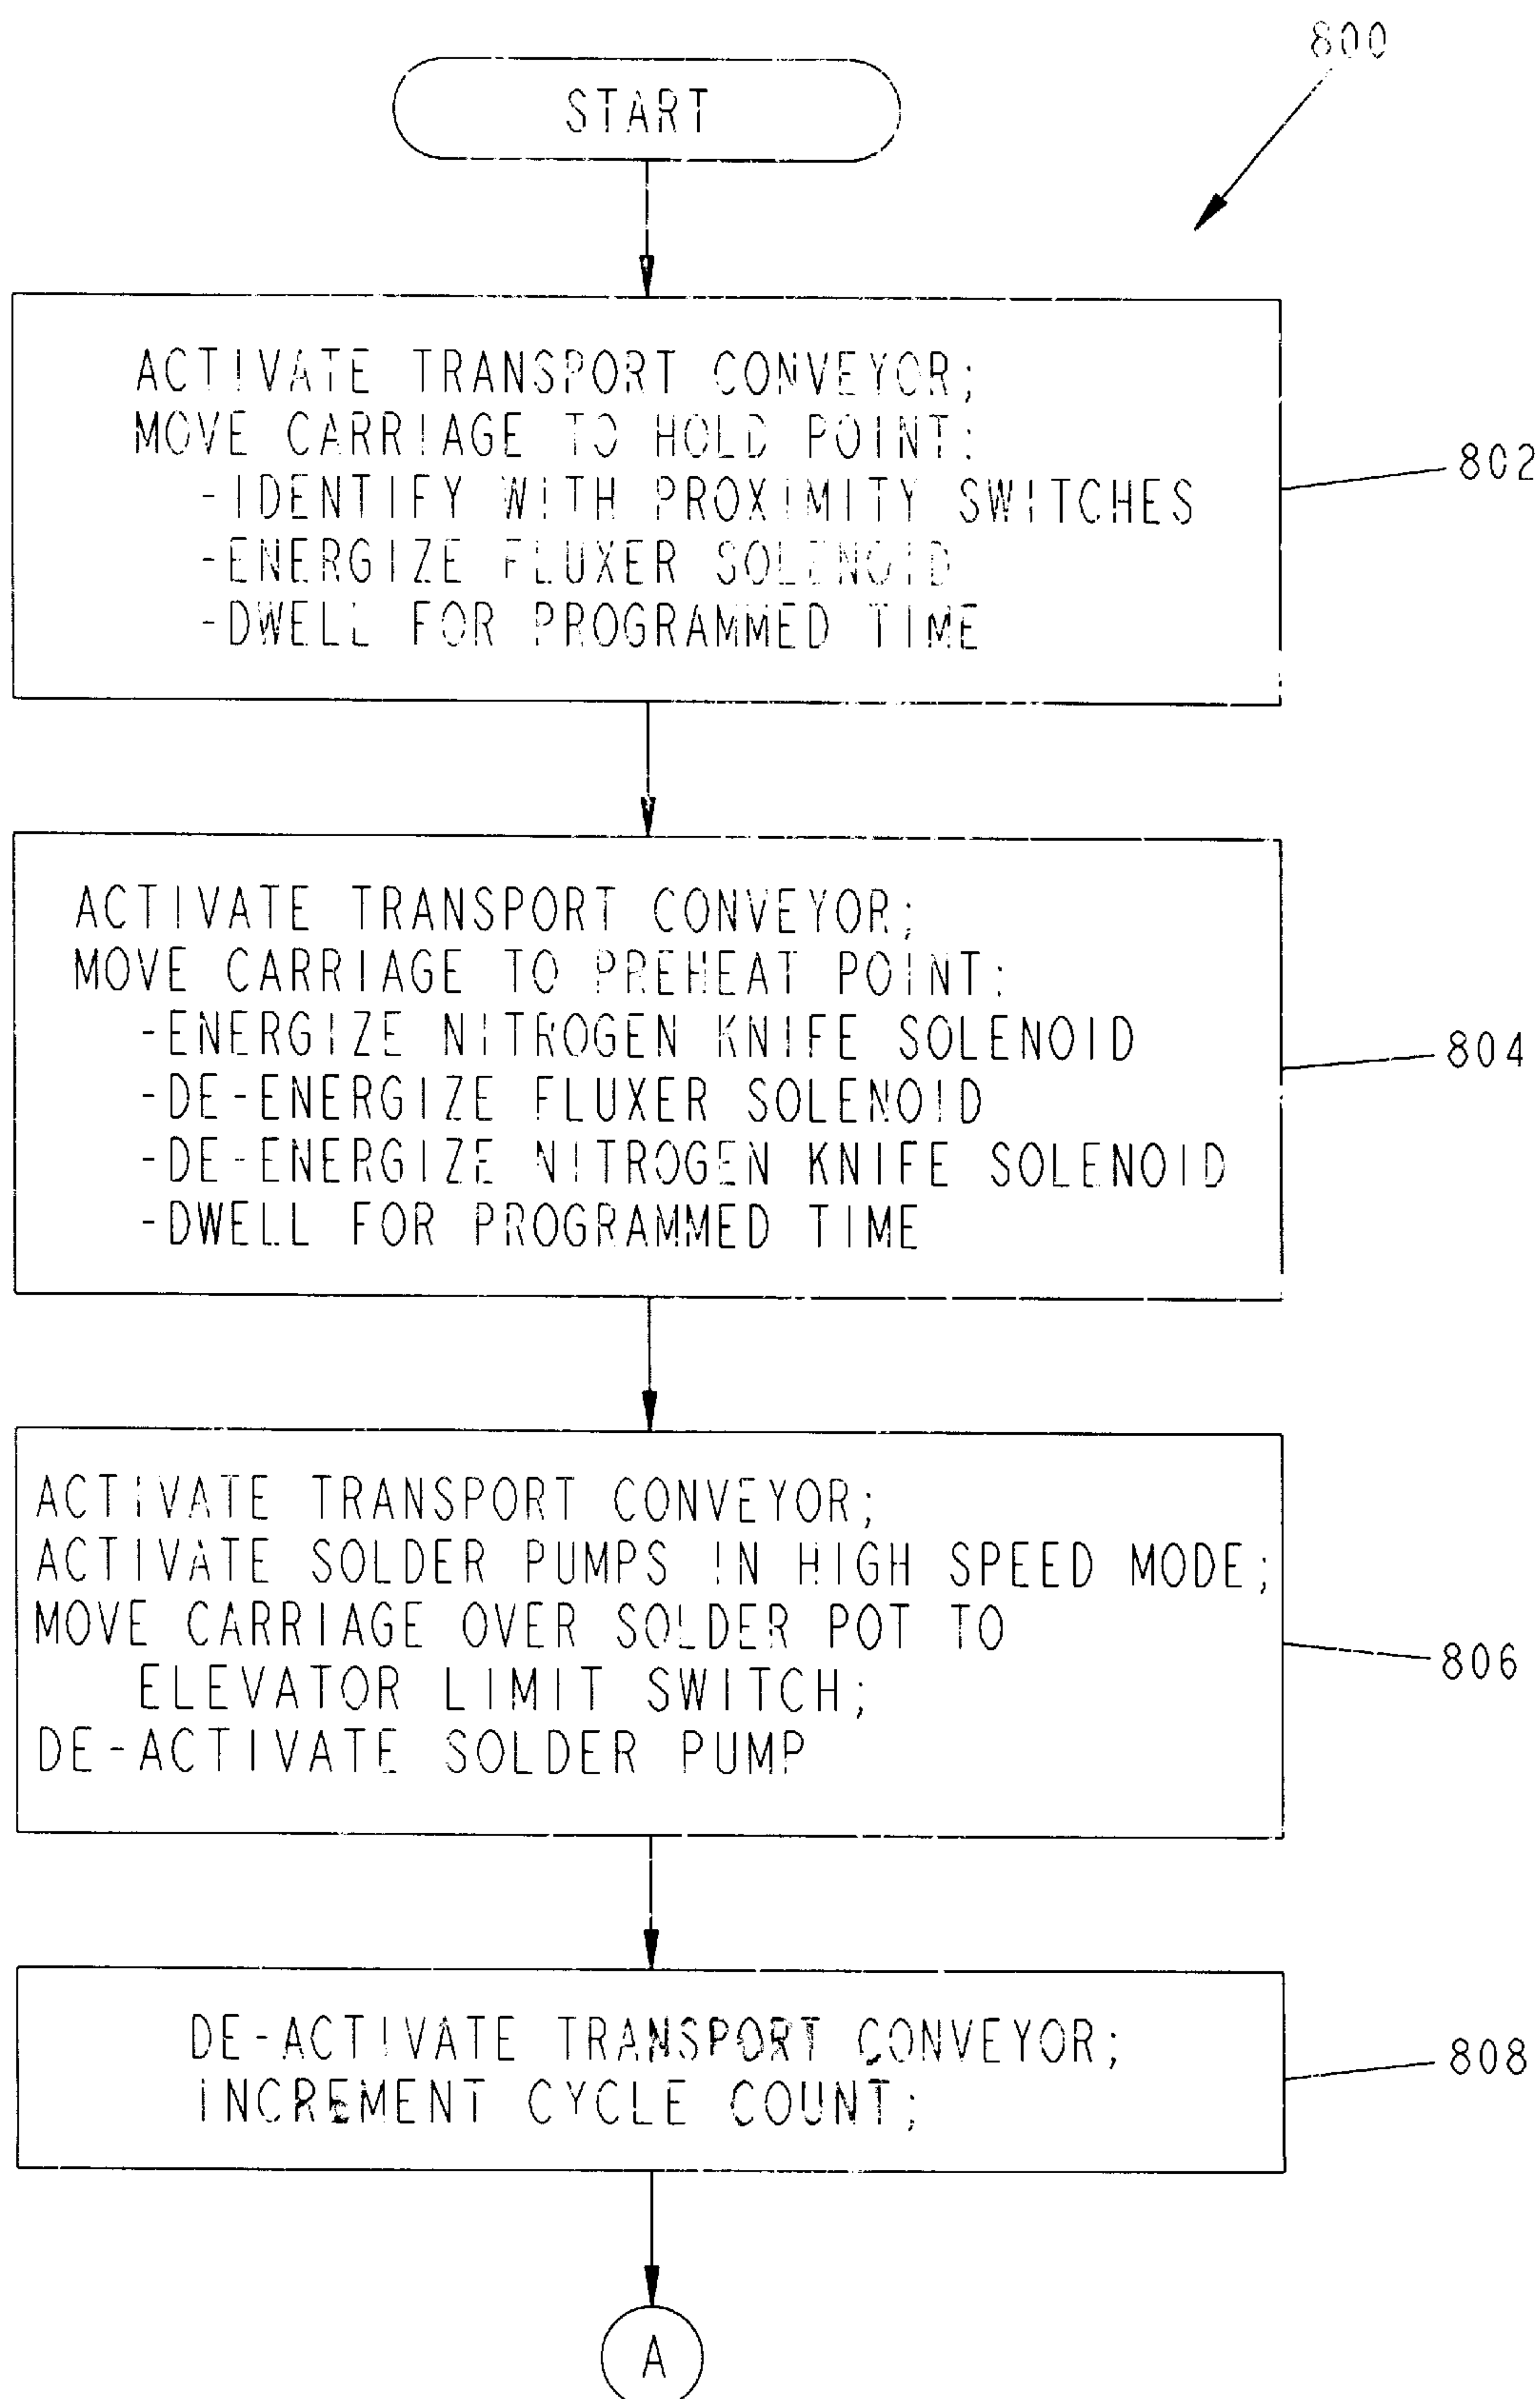 800
START
ACTIVATE TRANSPORT CONVEYOR;
MOVE CARRIAGE TO HOLD POINT:
-IDENTIFY WITH PROXIMITY SWITCHES
-ENERGIZE FLUXER SOLENOID
-DWELL FOR PROGRAMMED TIME
802
ACTIVATE TRANSPORT CONVEYOR;
MOVE CARRIAGE TO PREHEAT POINT:
-ENERGIZE NITROGEN KNIFE SOLENOID
-DE-ENERGIZE FLUXER SOLENOID
-DE-ENERGIZE NITROGEN KNIFE SOLENOID
-DWELL FOR PROGRAMMED TIME
804
ACTIVATE TRANSPORT CONVEYOR;
ACTIVATE SOLDER PUMPS IN HIGH SPEED MODE;
MOVE CARRIAGE OVER SOLDER POT TO
ELEVATOR LIMIT SWITCH;
DE-ACTIVATE SOLDER PUMP
806
DE-ACTIVATE TRANSPORT CONVEYOR;
INCREMENT CYCLE COUNT;
808
A